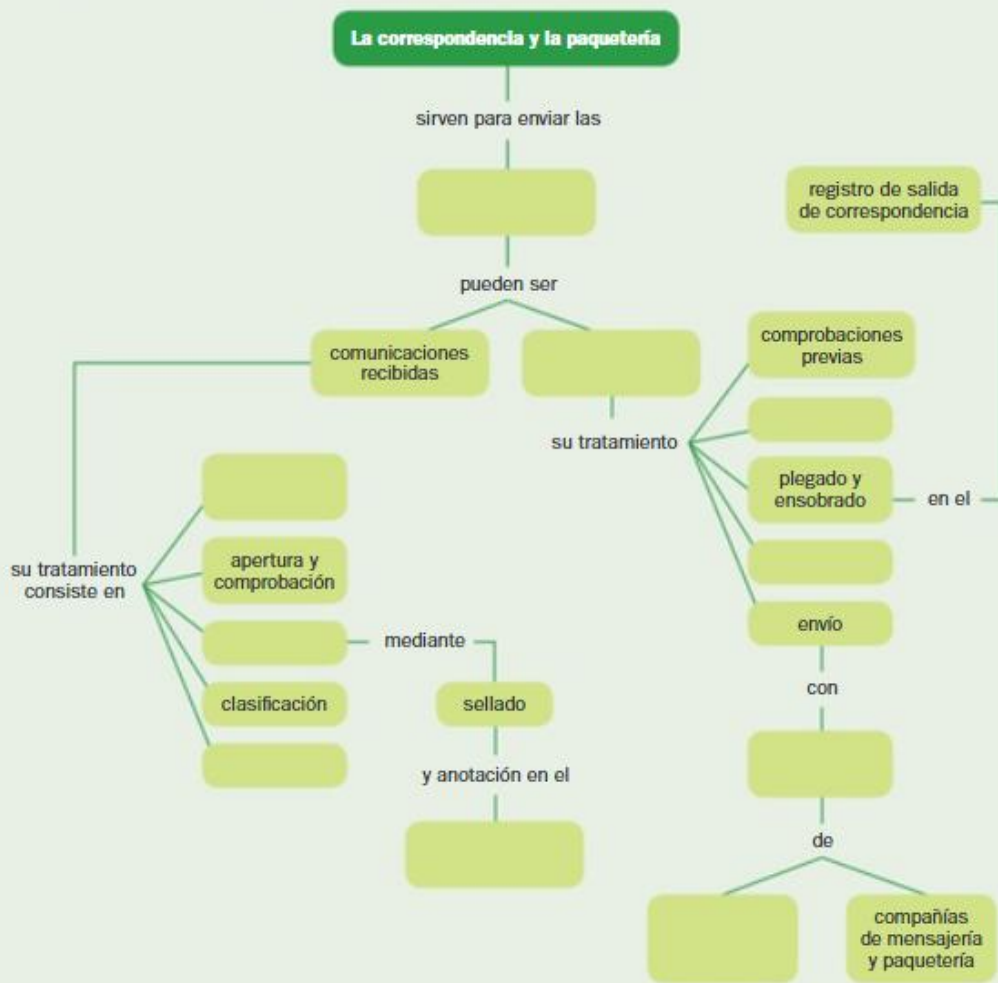 La correspondencia y la paquetería
sirven para enviar las
registro de salida
de correspondencia
pueden ser
comunicaciones
recibidas
comprobaciones
previas
su tratamiento
plegado y
ensobrado
en el
su tratamiento
consiste en
apertura y
comprobación
envío
mediante
con
clasificación
sellado
y anotación en el
de
compañías
de mensajería
y paquetería